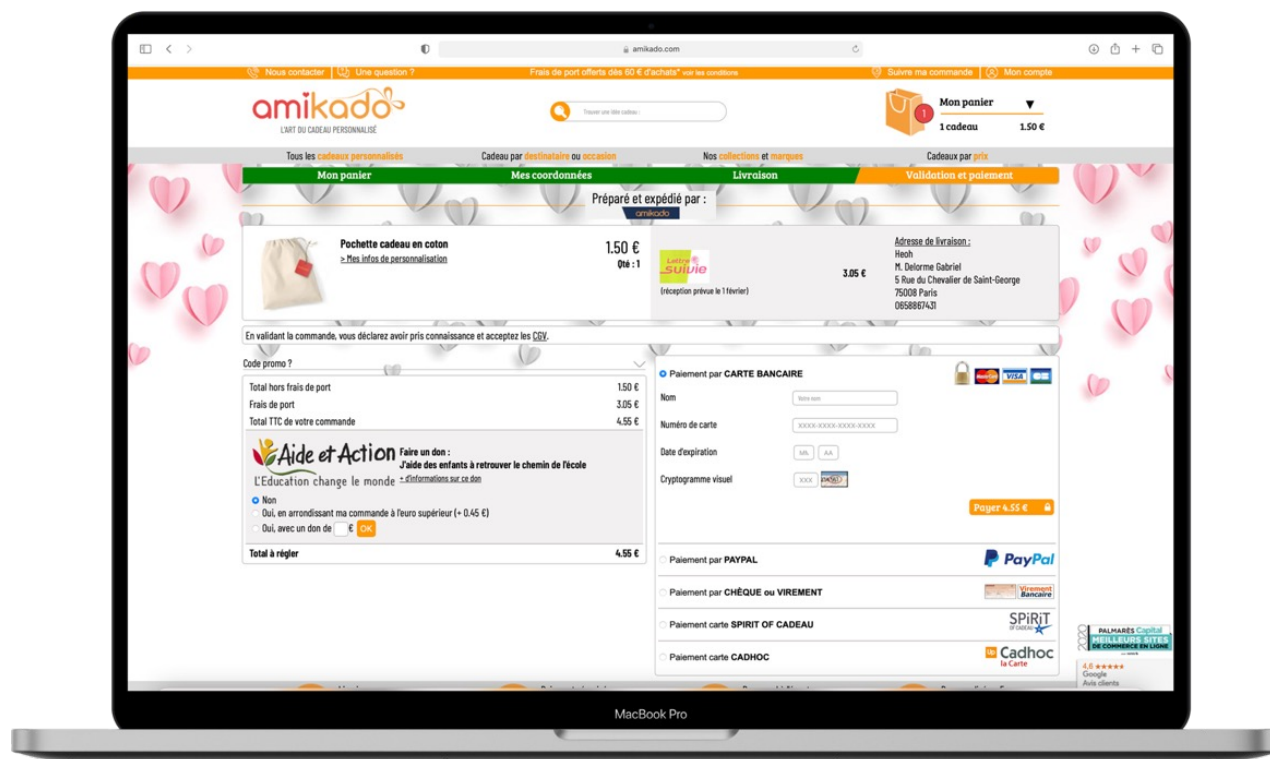 amikado.com
Nous contacter
Une question ?
Frais de port offerts dès 60 € d'achats* voir les conditions
Suivre ma commande
Mon compte
amikado
L'ART DU CADEAU PERSONNALISÉ
Trouver une idée cadeau :
1
Mon panier ▼
1 cadeau 1.50 €
Tous les cadeaux personnalisés
Cadeau par destinataire ou occasion
Nos collections et marques
Cadeaux par prix
Mon panier
Mes coordonnées
Livraison
Validation et paiement
Préparé et expédié par :
amikado
Pochette cadeau en coton
> Mes infos de personnalisation
1.50 €
Qté : 1
Lettre suivie
(réception prévue le 1 février)
3.05 €
Adresse de livraison :
Heoh
M. Delorme Gabriel
5 Rue du Chevalier de Saint-George
75008 Paris
0658867431
En validant la commande, vous déclarez avoir pris connaissance et acceptez les CGV.
Code promo ?
Total hors frais de port 1.50 €
Frais de port 3.05 €
Total TTC de votre commande 4.55 €
Aide et Action
L'Education change le monde
Faire un don :
J'aide des enfants à retrouver le chemin de l'école
+ d'informations sur ce don
Non
Oui, en arrondissant ma commande à l'euro supérieur (+ 0.45 €)
Oui, avec un don de € OK
Total à régler 4.55 €
Paiement par CARTE BANCAIRE
MasterCard VISA CB
Nom Votre nom
Numéro de carte XXXX-XXXX-XXXX-XXXX
Date d'expiration MM AA
Cryptogramme visuel XXX
Payer 4.55 €
Paiement par PAYPAL
PayPal
Paiement par CHÈQUE ou VIREMENT
Virement Bancaire
Paiement carte SPIRIT OF CADEAU
SPiRiT
OF CADEAU
Paiement carte CADHOC
Up Cadhoc
la Carte
2020
PALMARÈS Capital
MEILLEURS SITES
DE COMMERCE EN LIGNE
4,6 ★★★★★
Google
Avis clients
MacBook Pro